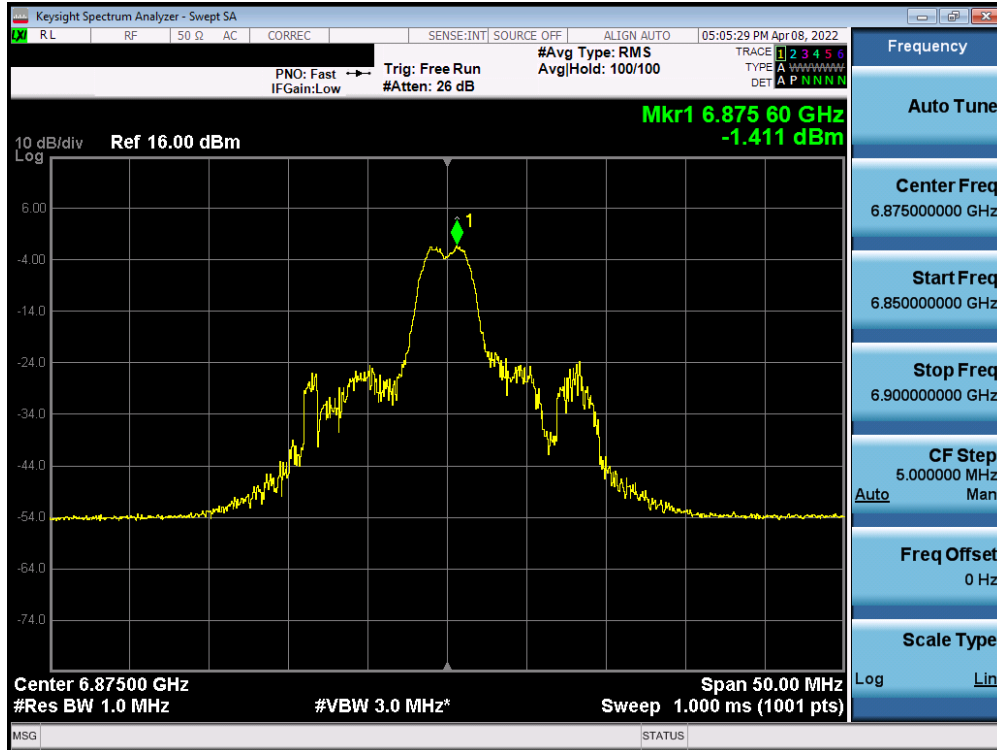 Keysight Spectrum Analyzer - Swept SA
LXI RL RF 50 Ω AC CORREC SENSE:INT SOURCE OFF ALIGN AUTO 05:05:29 PM Apr 08, 2022
Frequency
#Avg Type: RMS
TRACE 1 2 3 4 5 6
PNO: Fast Trig: Free Run Avg|Hold: 100/100
TYPE A WWWWW
IFGain:Low #Atten: 26 dB
DET A P N N N N
Auto Tune
Mkr1 6.875 60 GHz
-1.411 dBm
10 dB/div Ref 16.00 dBm
Log
1
6.00
-4.00
-14.0
-24.0
-34.0
-44.0
-54.0
-64.0
-74.0
Center Freq
6.875000000 GHz
Start Freq
6.850000000 GHz
Stop Freq
6.900000000 GHz
CF Step
5.000000 MHz
Auto Man
Freq Offset
0 Hz
Scale Type
Log Lin
Center 6.87500 GHz Span 50.00 MHz
#Res BW 1.0 MHz #VBW 3.0 MHz* Sweep 1.000 ms (1001 pts)
MSG STATUS